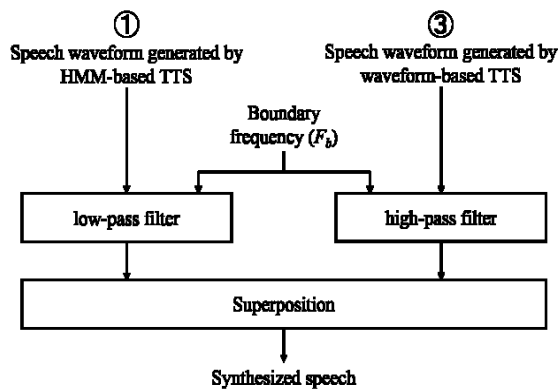 ①
Speech waveform generated by
HMM-based TTS
③
Speech waveform generated by
waveform-based TTS
Boundary
frequency (F_b)
low-pass filter
high-pass filter
Superposition
Synthesized speech